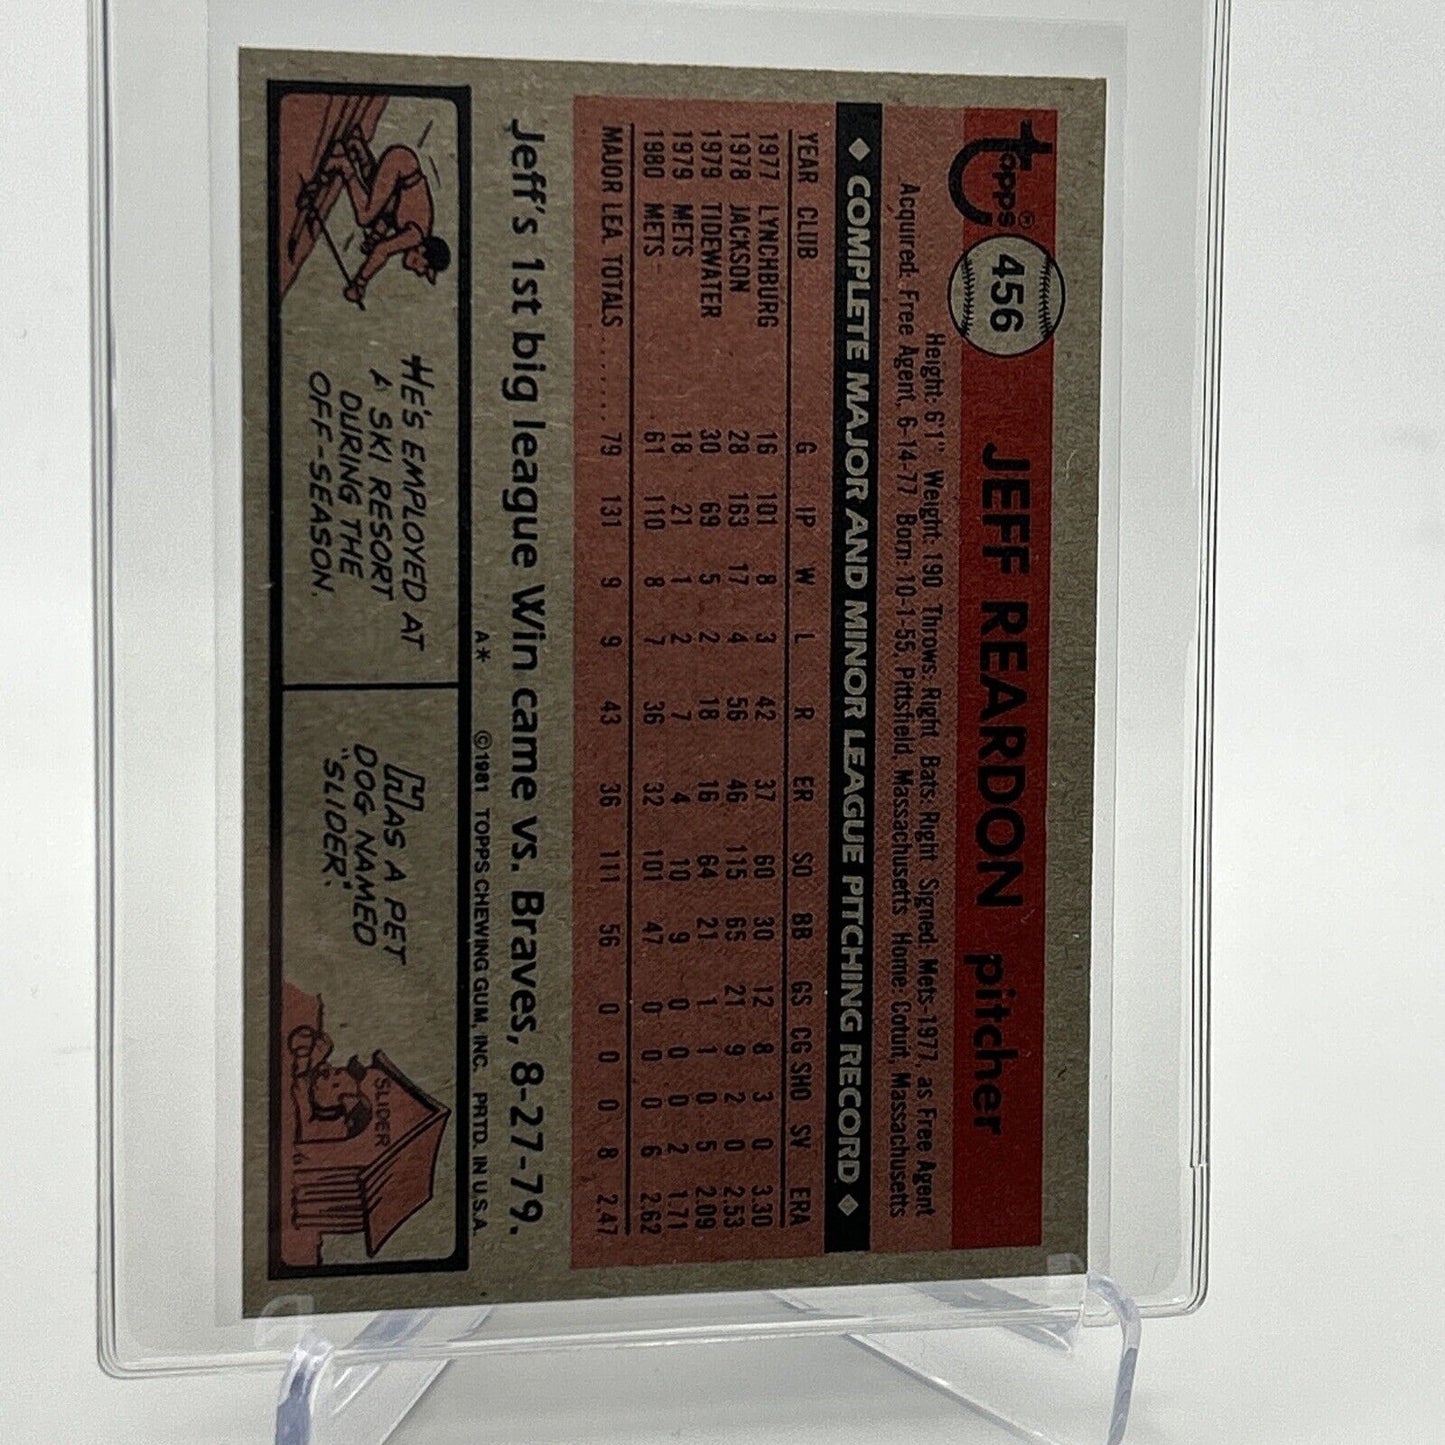 Topps®
456
JEFF REARDON pitcher
Height: 6'1" Weight: 190 Throws: Right Bats: Right Signed: Mets-1977, as Free Agent
Acquired: Free Agent, 6-14-77 Born: 10-1-55, Pittsfield, Massachusetts Home: Cotuit, Massachusetts
◆ COMPLETE MAJOR AND MINOR LEAGUE PITCHING RECORD ◆
YEAR CLUB G IP W L R ER SO BB GS CG SHO SV ERA
1977 LYNCHBURG 16 101 8 3 42 37 60 30 12 8 3 0 3.30
1978 JACKSON 28 163 17 4 56 46 115 65 21 9 2 0 2.53
1979 TIDEWATER 30 69 5 2 18 16 64 21 1 1 0 5 2.09
1979 METS 18 21 1 2 7 4 10 9 0 0 0 2 1.71
1980 METS 61 110 8 7 36 32 101 47 0 0 0 6 2.62
MAJOR LEA TOTALS...... 79 131 9 9 43 36 111 56 0 0 0 8 2.47
Jeff's 1st big league Win came vs. Braves, 8-27-79.
A* ©1981 TOPPS CHEWING GUM, INC. PRTD. IN U.S.A.
HE'S EMPLOYED AT
A SKI RESORT
DURING THE
OFF-SEASON.
HAS A PET
DOG NAMED
"SLIDER".
SLIDER